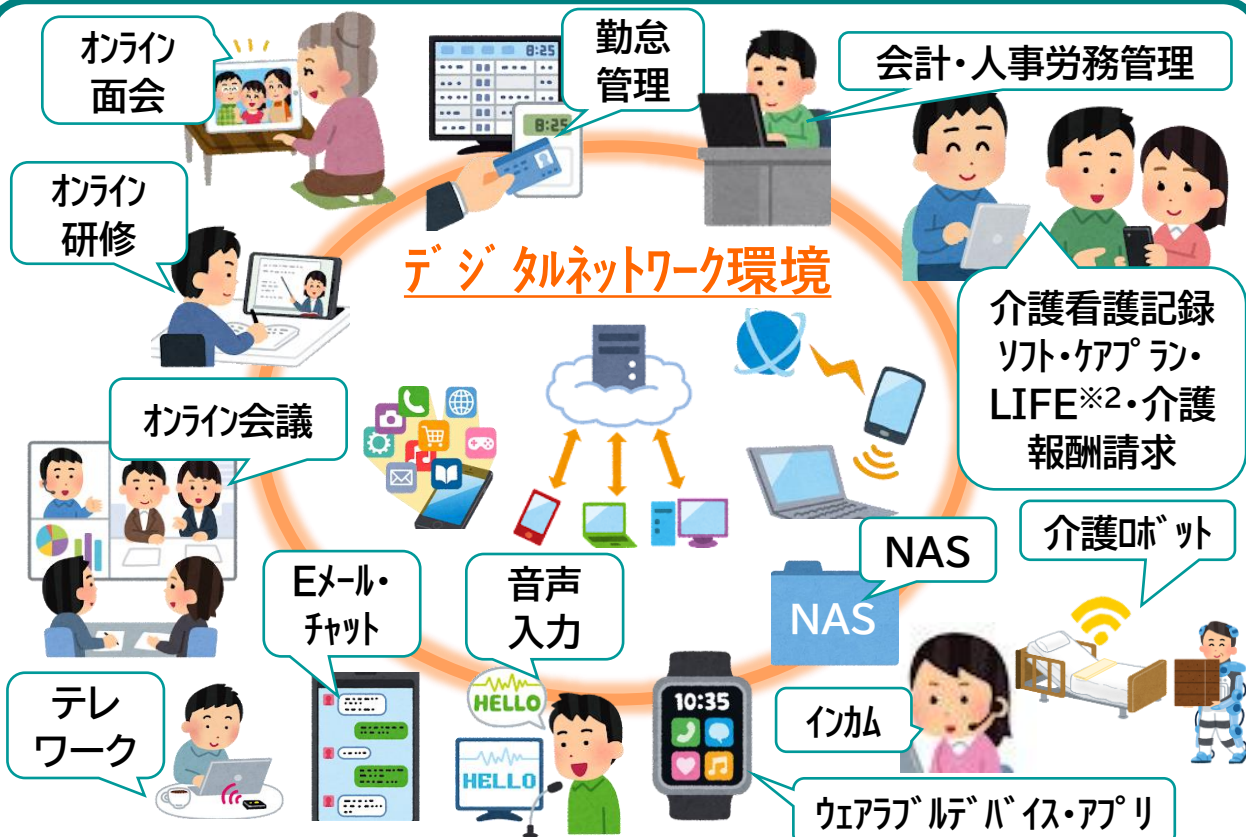 オンライン
面会
8:25
8:25
勤怠
管理
会計・人事労務管理
オンライン
研修
デジタルネットワーク環境
介護看護記録
ソフト・ケアプラン・
LIFE※2・介護
報酬請求
オンライン会議
Eメール・
チャット
音声
入力
NAS
NAS
介護ロボット
テレ
ワーク
HELLO
HELLO
10:35
インカム
ウェアラブルデバイス・アプリ